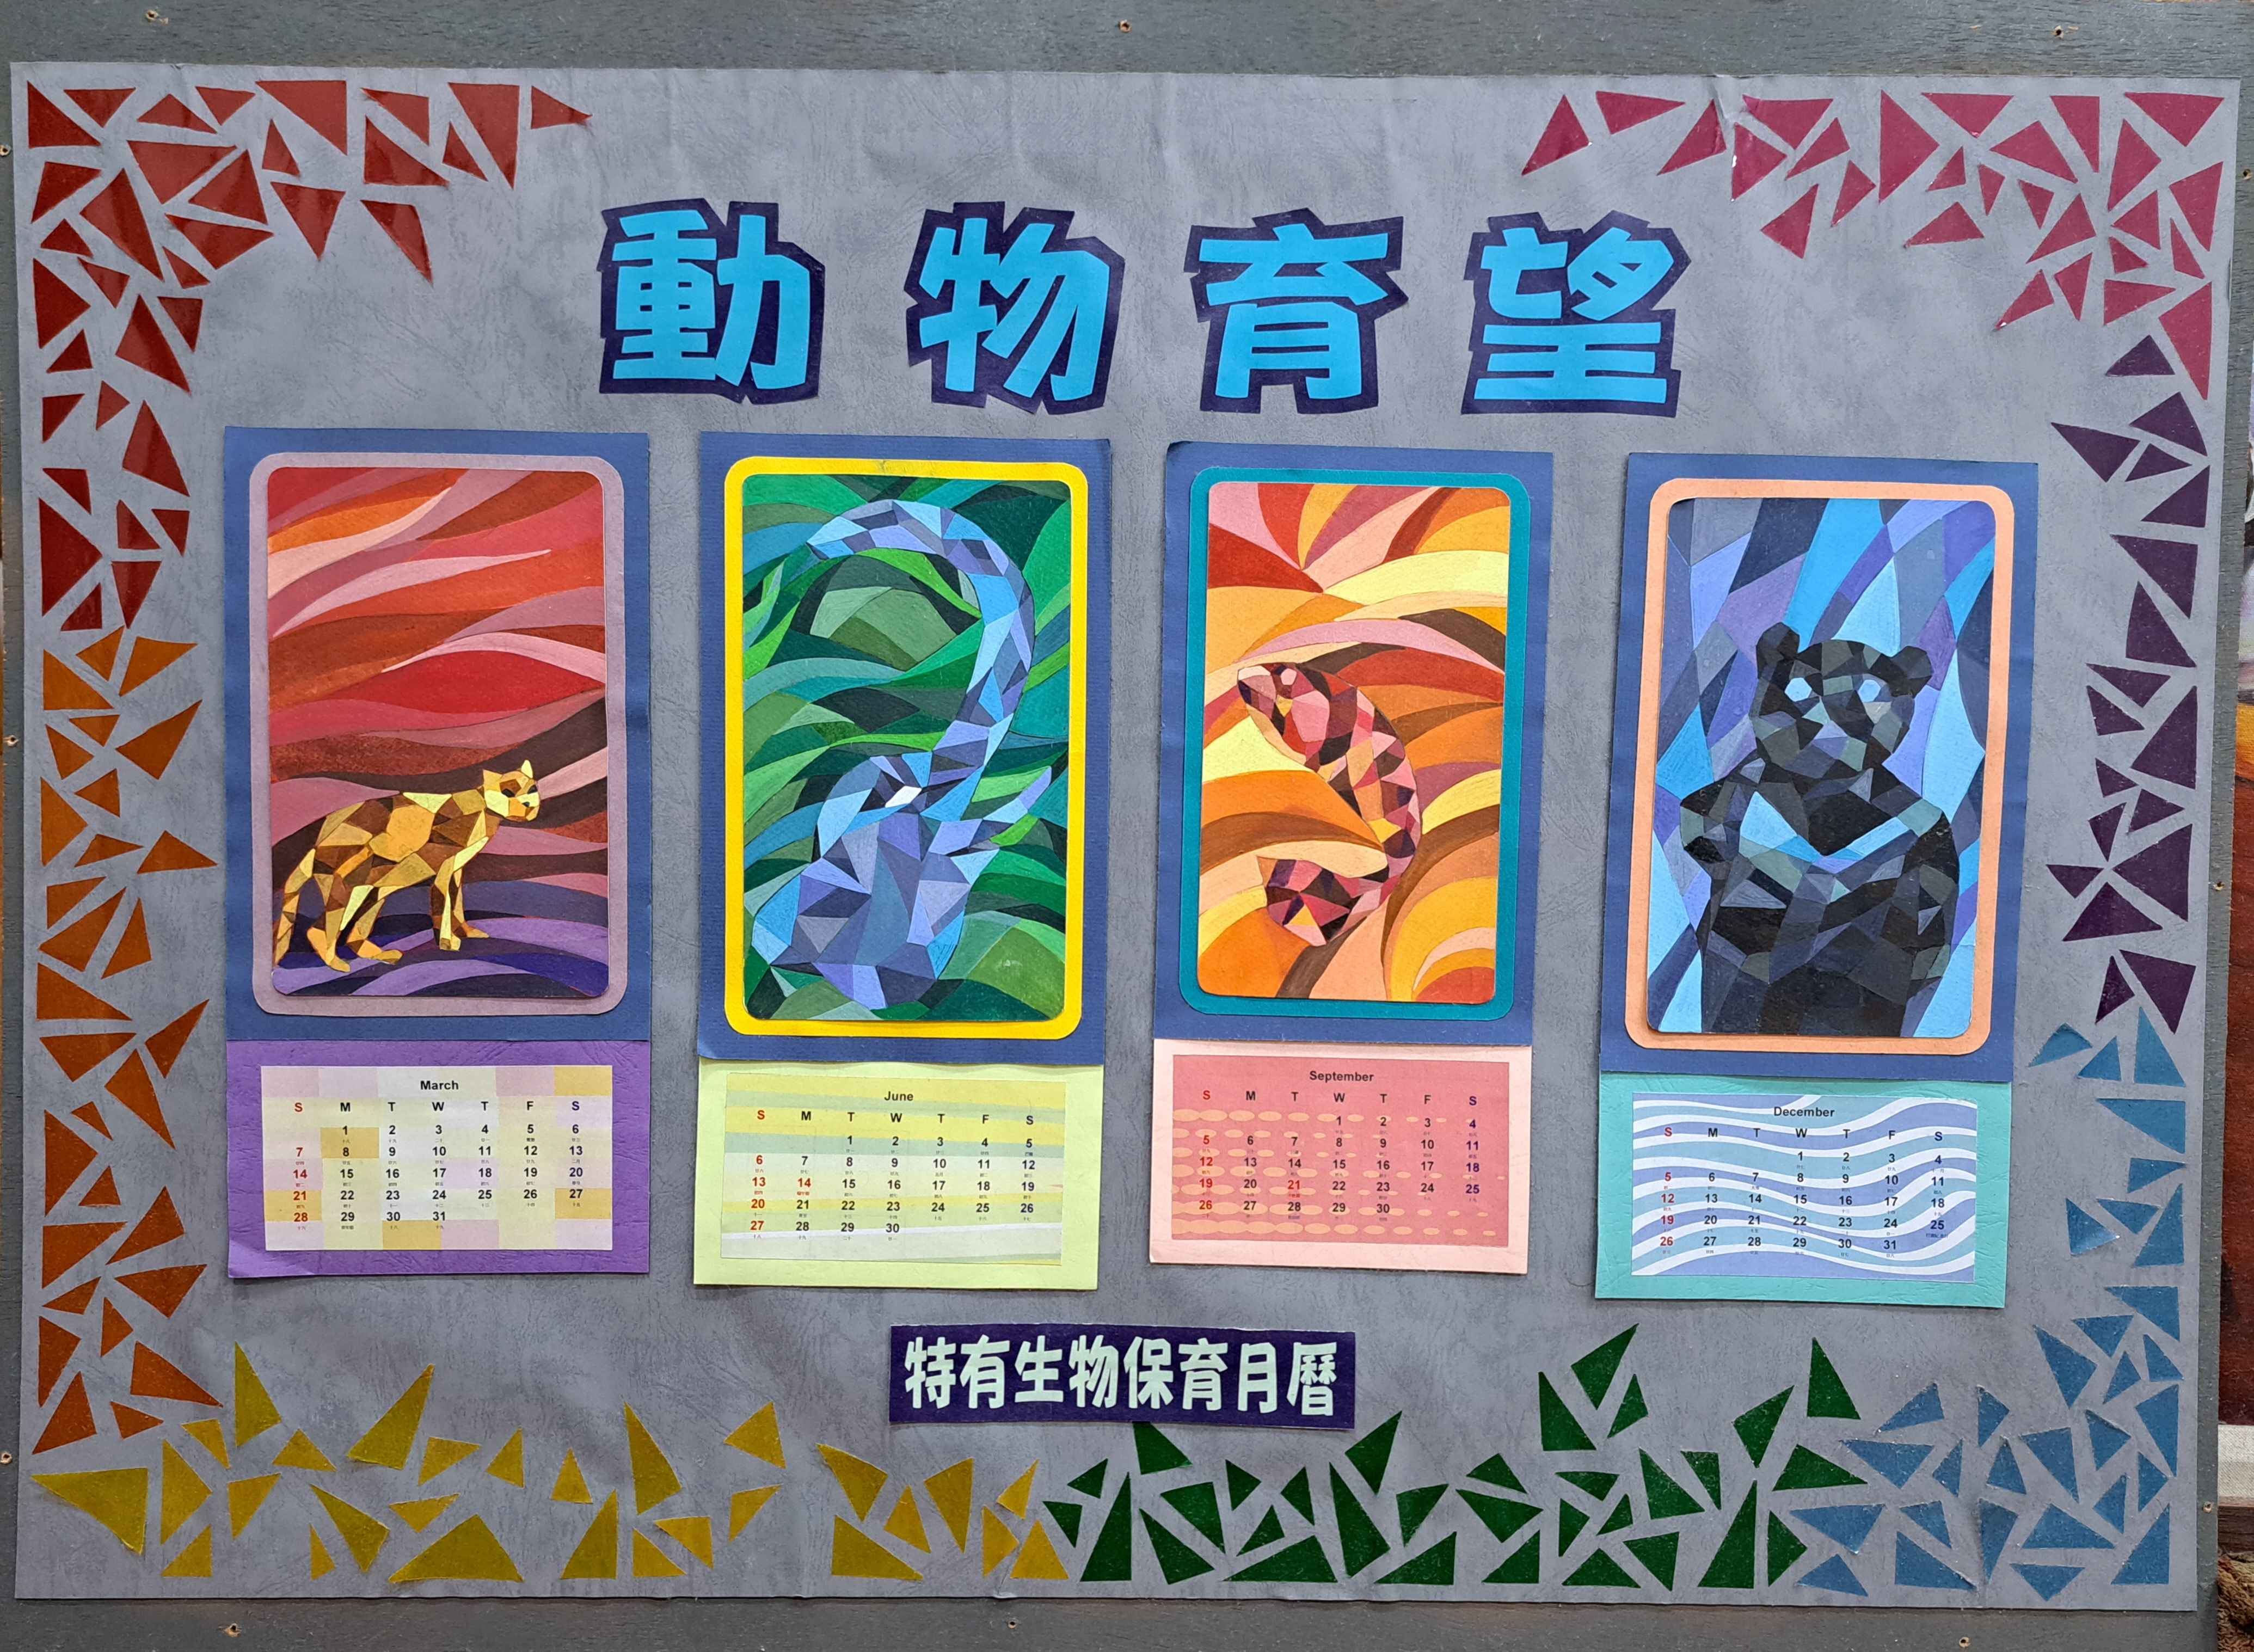 動物育望
March
S M T W T F S
1 2 3 4 5 6
7 8 9 10 11 12 13
14 15 16 17 18 19 20
21 22 23 24 25 26 27
28 29 30 31
June
S M T W T F S
1 2 3 4 5
6 7 8 9 10 11 12
13 14 15 16 17 18 19
20 21 22 23 24 25 26
27 28 29 30
September
S M T W T F S
1 2 3 4
5 6 7 8 9 10 11
12 13 14 15 16 17 18
19 20 21 22 23 24 25
26 27 28 29 30
December
S M T W T F S
1 2 3 4
5 6 7 8 9 10 11
12 13 14 15 16 17 18
19 20 21 22 23 24 25
26 27 28 29 30 31
特有生物保育月曆